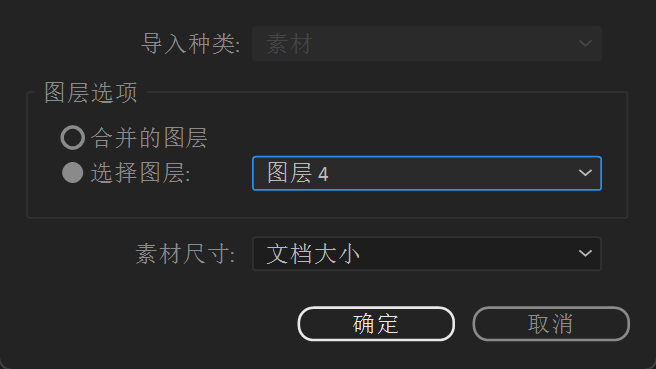 导入种类: 素材
图层选项
合并的图层
选择图层: 图层 4
素材尺寸: 文档大小
确定 取消